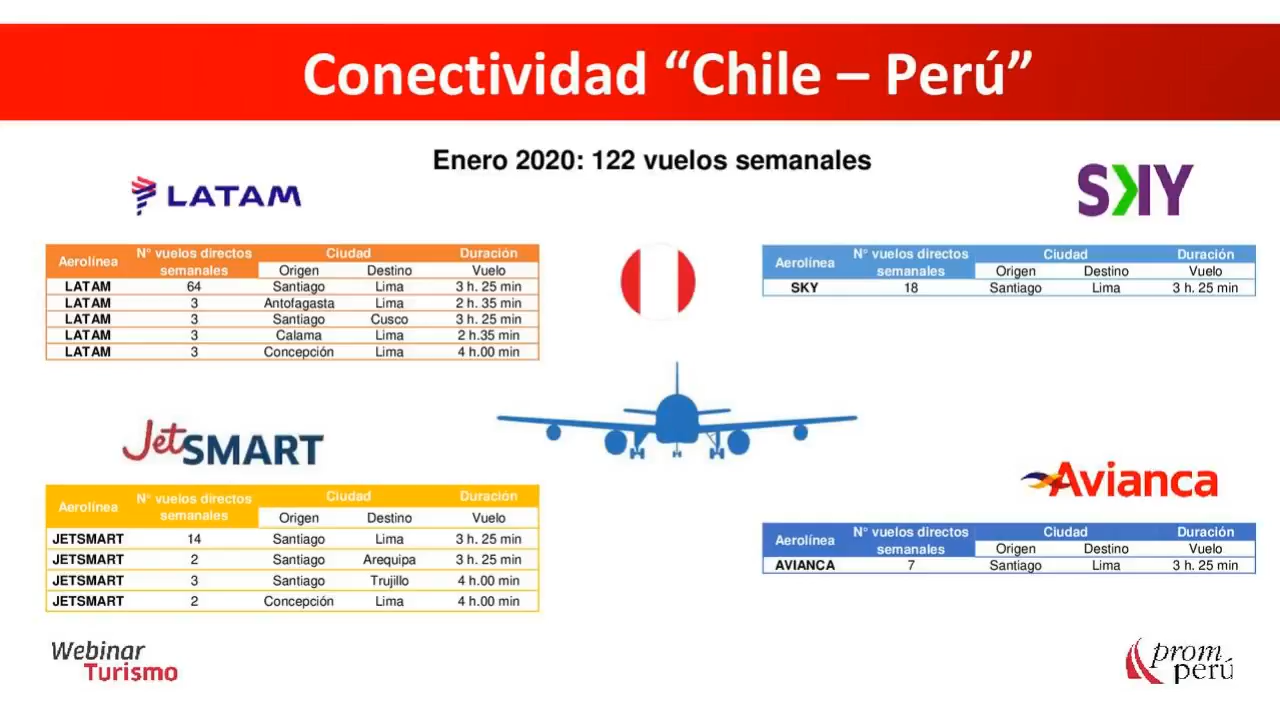 Conectividad “Chile – Perú”
Enero 2020: 122 vuelos semanales
LATAM
Aerolínea N° vuelos directos semanales Ciudad Duración
Origen Destino Vuelo
LATAM 64 Santiago Lima 3 h. 25 min
LATAM 3 Antofagasta Lima 2 h. 35 min
LATAM 3 Santiago Cusco 3 h. 25 min
LATAM 3 Calama Lima 2 h.35 min
LATAM 3 Concepción Lima 4 h.00 min
SKY
Aerolínea N° vuelos directos semanales Ciudad Duración
Origen Destino Vuelo
SKY 18 Santiago Lima 3 h. 25 min
JetSMART
Aerolínea N° vuelos directos semanales Ciudad Duración
Origen Destino Vuelo
JETSMART 14 Santiago Lima 3 h. 25 min
JETSMART 2 Santiago Arequipa 3 h. 25 min
JETSMART 3 Santiago Trujillo 4 h.00 min
JETSMART 2 Concepción Lima 4 h.00 min
Avianca
Aerolínea N° vuelos directos semanales Ciudad Duración
Origen Destino Vuelo
AVIANCA 7 Santiago Lima 3 h. 25 min
Webinar
Turismo
prom
perú